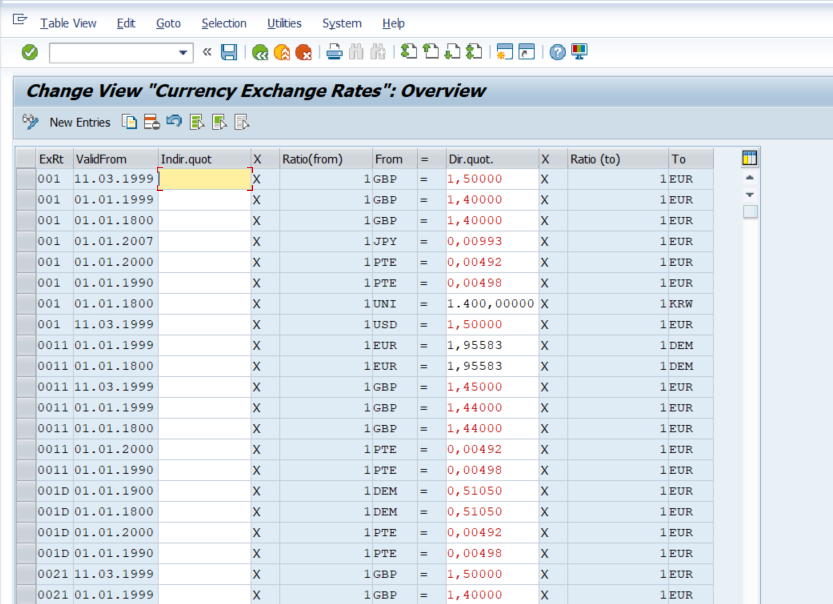 Table View Edit Goto Selection Utilities System Help
Change View "Currency Exchange Rates": Overview
New Entries
ExRt ValidFrom Indir.quot X Ratio(from) From = Dir.quot. X Ratio (to) To
001 11.03.1999 X 1 GBP = 1,50000 X 1 EUR
001 01.01.1999 X 1 GBP = 1,40000 X 1 EUR
001 01.01.1800 X 1 GBP = 1,40000 X 1 EUR
001 01.01.2007 X 1 JPY = 0,00993 X 1 EUR
001 01.01.2000 X 1 PTE = 0,00492 X 1 EUR
001 01.01.1990 X 1 PTE = 0,00498 X 1 EUR
001 01.01.1800 X 1 UNI = 1.400,00000 X 1 KRW
001 11.03.1999 X 1 USD = 1,50000 X 1 EUR
0011 01.01.1999 X 1 EUR = 1,95583 X 1 DEM
0011 01.01.1800 X 1 EUR = 1,95583 X 1 DEM
0011 11.03.1999 X 1 GBP = 1,45000 X 1 EUR
0011 01.01.1999 X 1 GBP = 1,44000 X 1 EUR
0011 01.01.1800 X 1 GBP = 1,44000 X 1 EUR
0011 01.01.2000 X 1 PTE = 0,00492 X 1 EUR
0011 01.01.1990 X 1 PTE = 0,00498 X 1 EUR
001D 01.01.1900 X 1 DEM = 0,51050 X 1 EUR
001D 01.01.1800 X 1 DEM = 0,51050 X 1 EUR
001D 01.01.2000 X 1 PTE = 0,00492 X 1 EUR
001D 01.01.1990 X 1 PTE = 0,00498 X 1 EUR
0021 11.03.1999 X 1 GBP = 1,50000 X 1 EUR
0021 01.01.1999 X 1 GBP = 1,40000 X 1 EUR